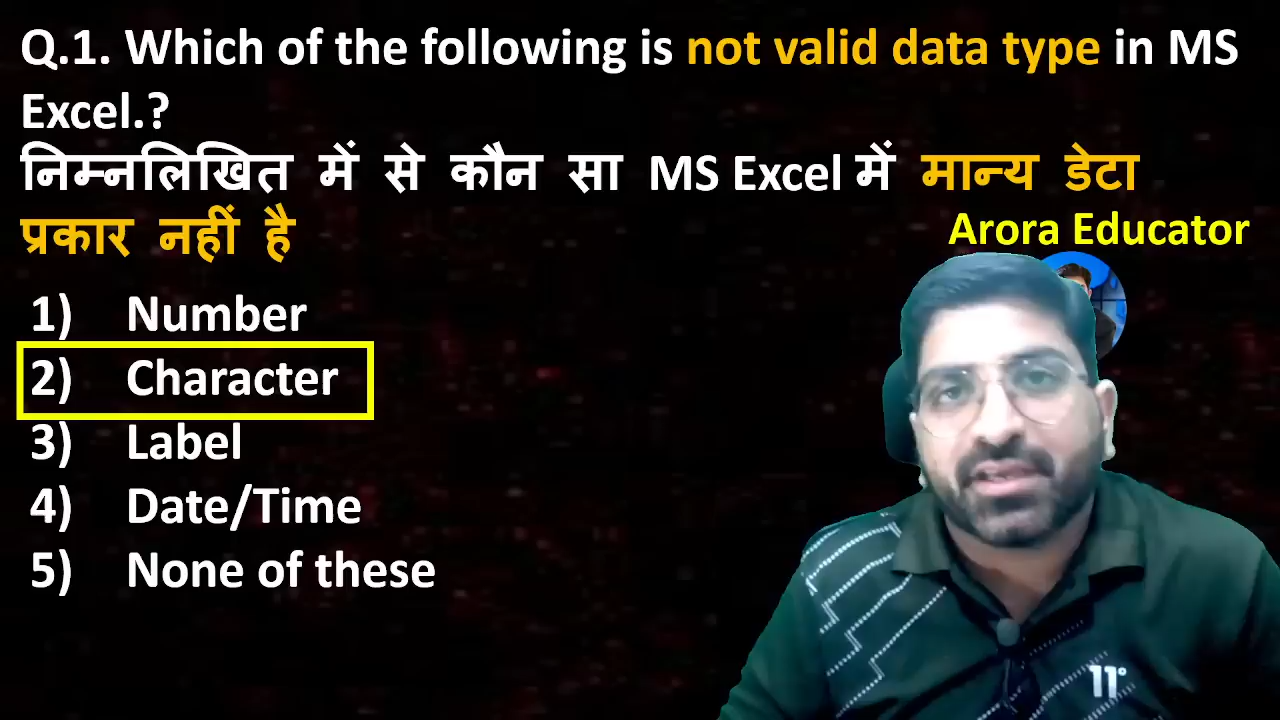 Q.1. Which of the following is not valid data type in MS
Excel.?
निम्नलिखित में से कौन सा MS Excel में मान्य डेटा
प्रकार नहीं है
Arora Educator
1) Number
2) Character
3) Label
4) Date/Time
5) None of these
11°